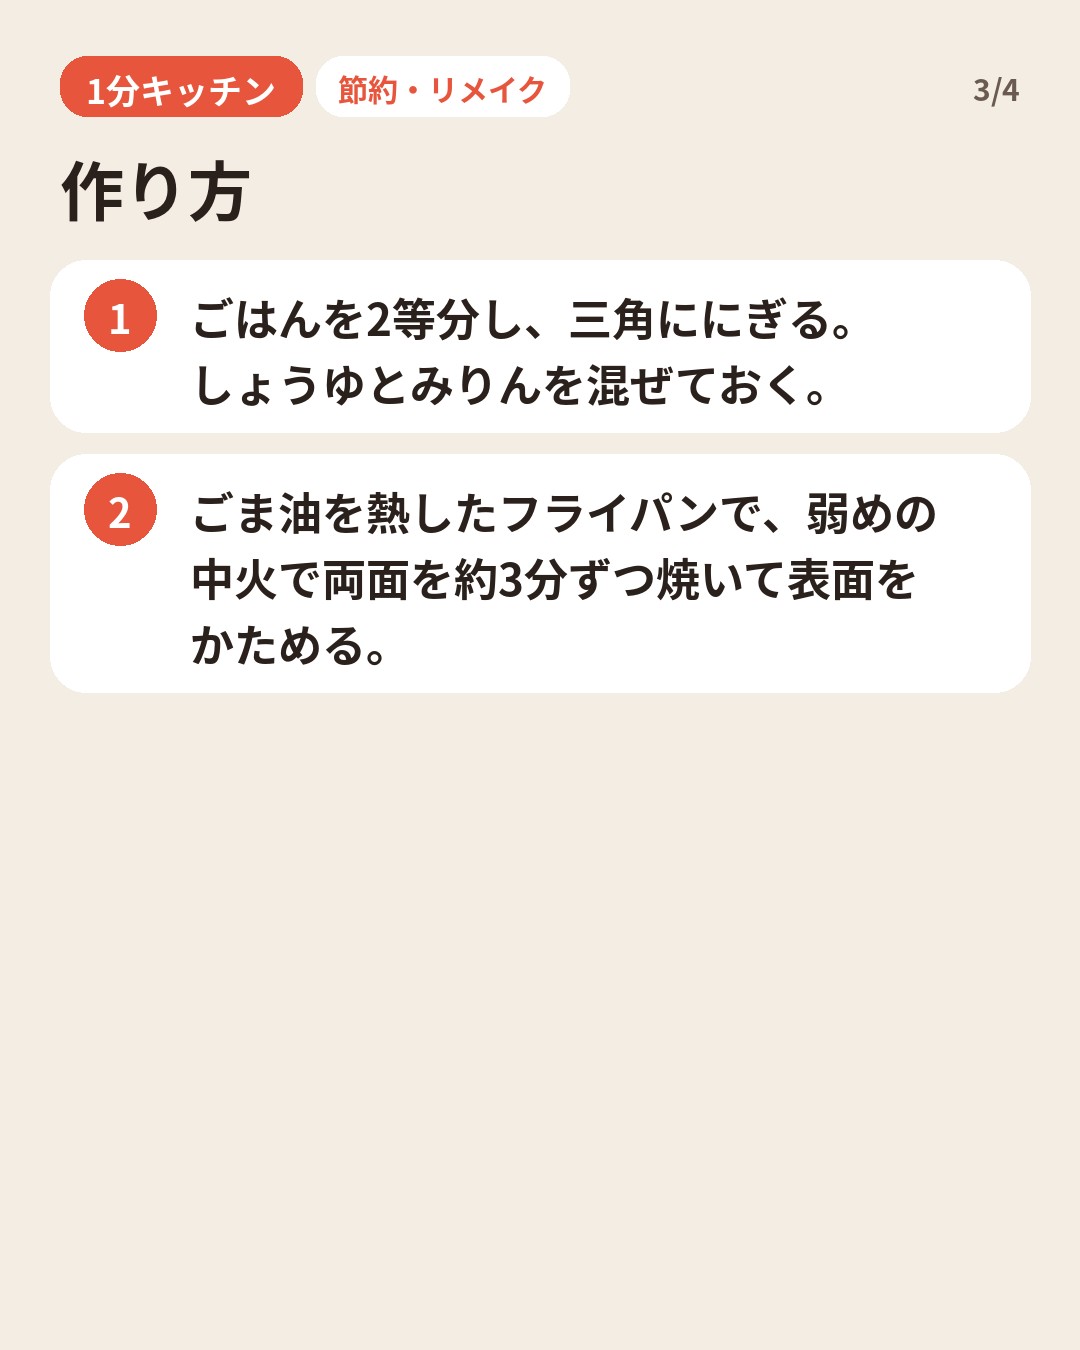 1分キッチン
節約・リメイク
3/4
作り方
1
ごはんを2等分し、三角ににぎる。
しょうゆとみりんを混ぜておく。
2
ごま油を熱したフライパンで、弱めの
中火で両面を約3分ずつ焼いて表面を
かためる。